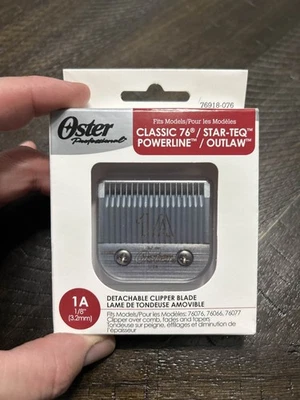 76918-076
Oster
Professional
Fits Models/Pour les Modèles
CLASSIC 76® / STAR-TEQ™
POWERLINE™ / OUTLAW™
1A
1A
1/8"
(3.2mm)
DETACHABLE CLIPPER BLADE
LAME DE TONDEUSE AMOVIBLE
Fits Models/Pour les Modèles: 76076, 76066, 76077
Clipper over comb, fades and tapers
Tondeuse sur peigne, éffilages et diminution de
l'épaisseur